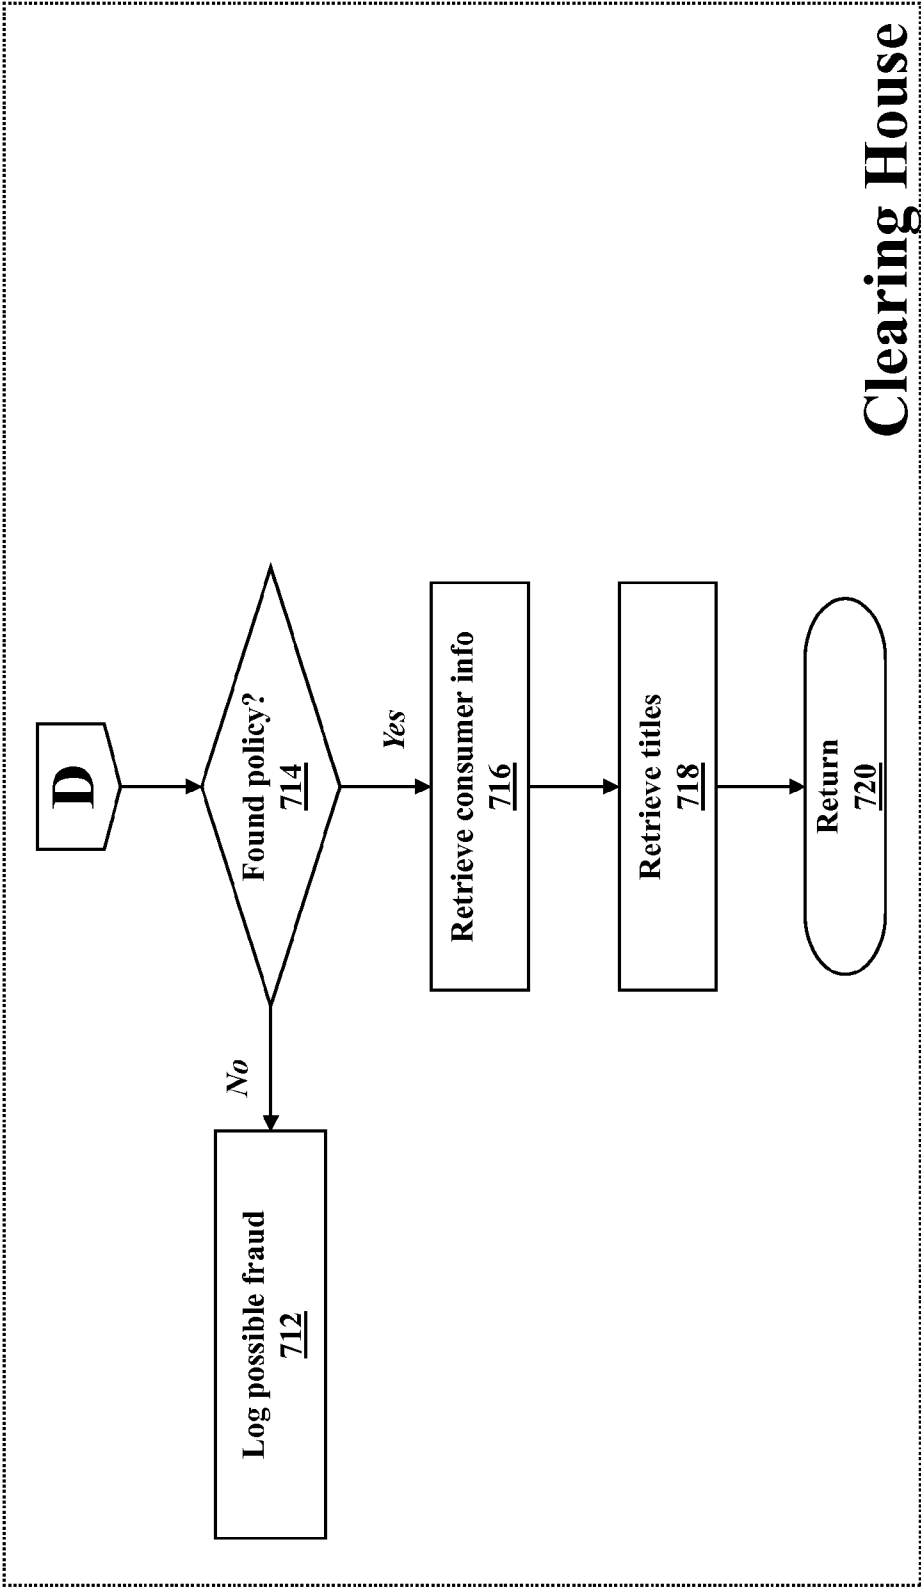 D
Found policy?
714
No
Log possible fraud
712
Yes
Retrieve consumer info
716
Retrieve titles
718
Return
720
Clearing House